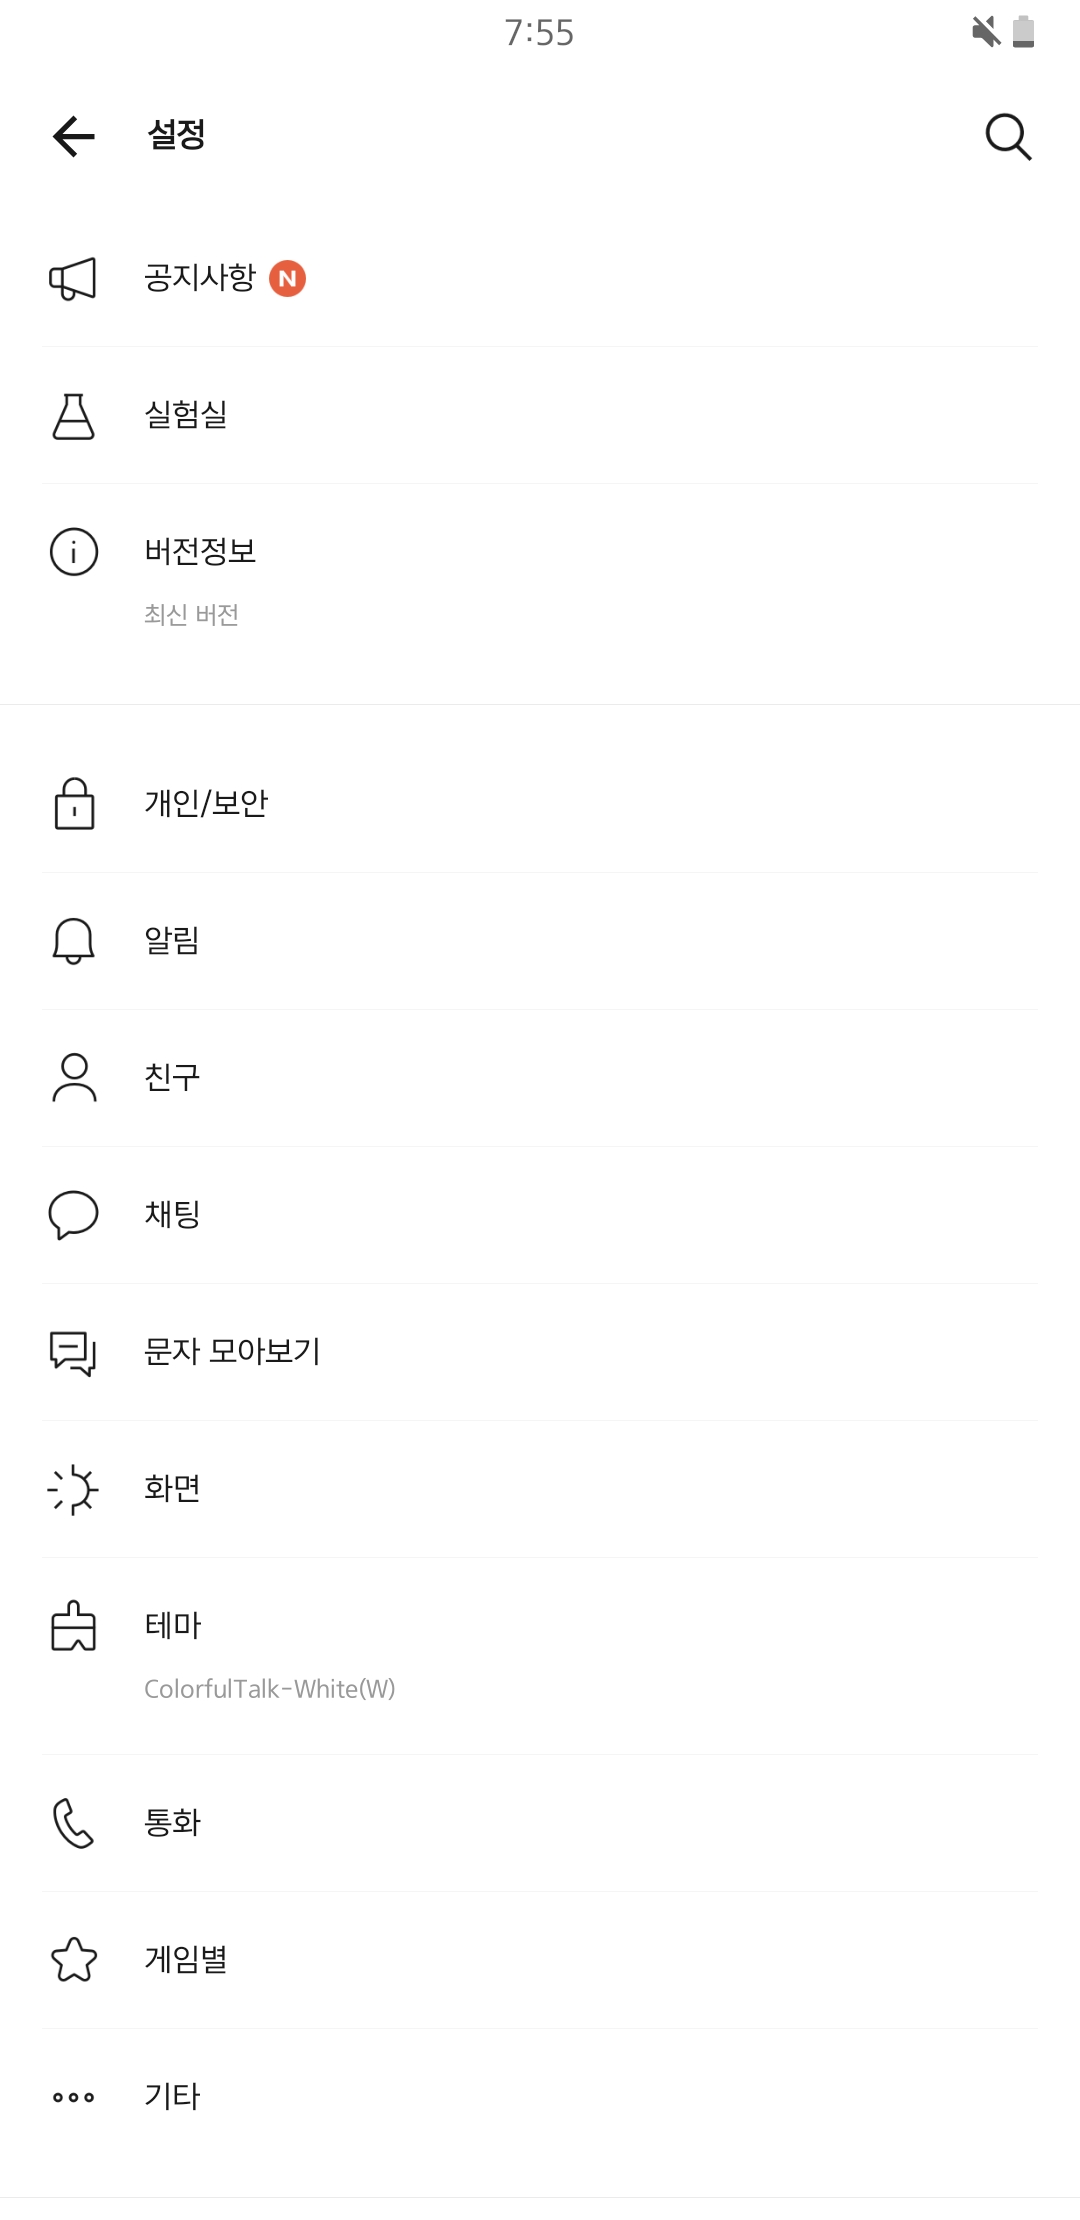 7:55
설정
공지사항 N
실험실
버전정보
최신 버전
개인/보안
알림
친구
채팅
문자 모아보기
화면
테마
ColorfulTalk-White(W)
통화
게임별
기타